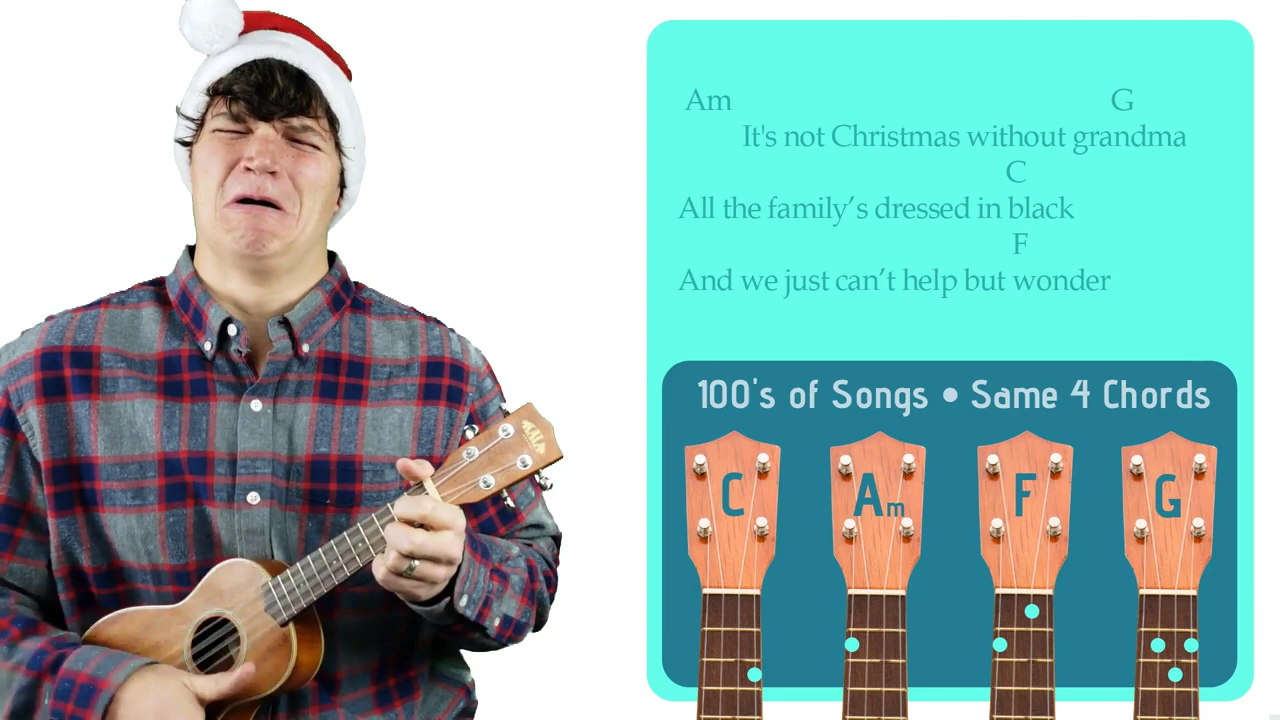 Am G
It's not Christmas without grandma
C
All the family’s dressed in black
F
And we just can’t help but wonder
100's of Songs • Same 4 Chords
C Am F G
KALA